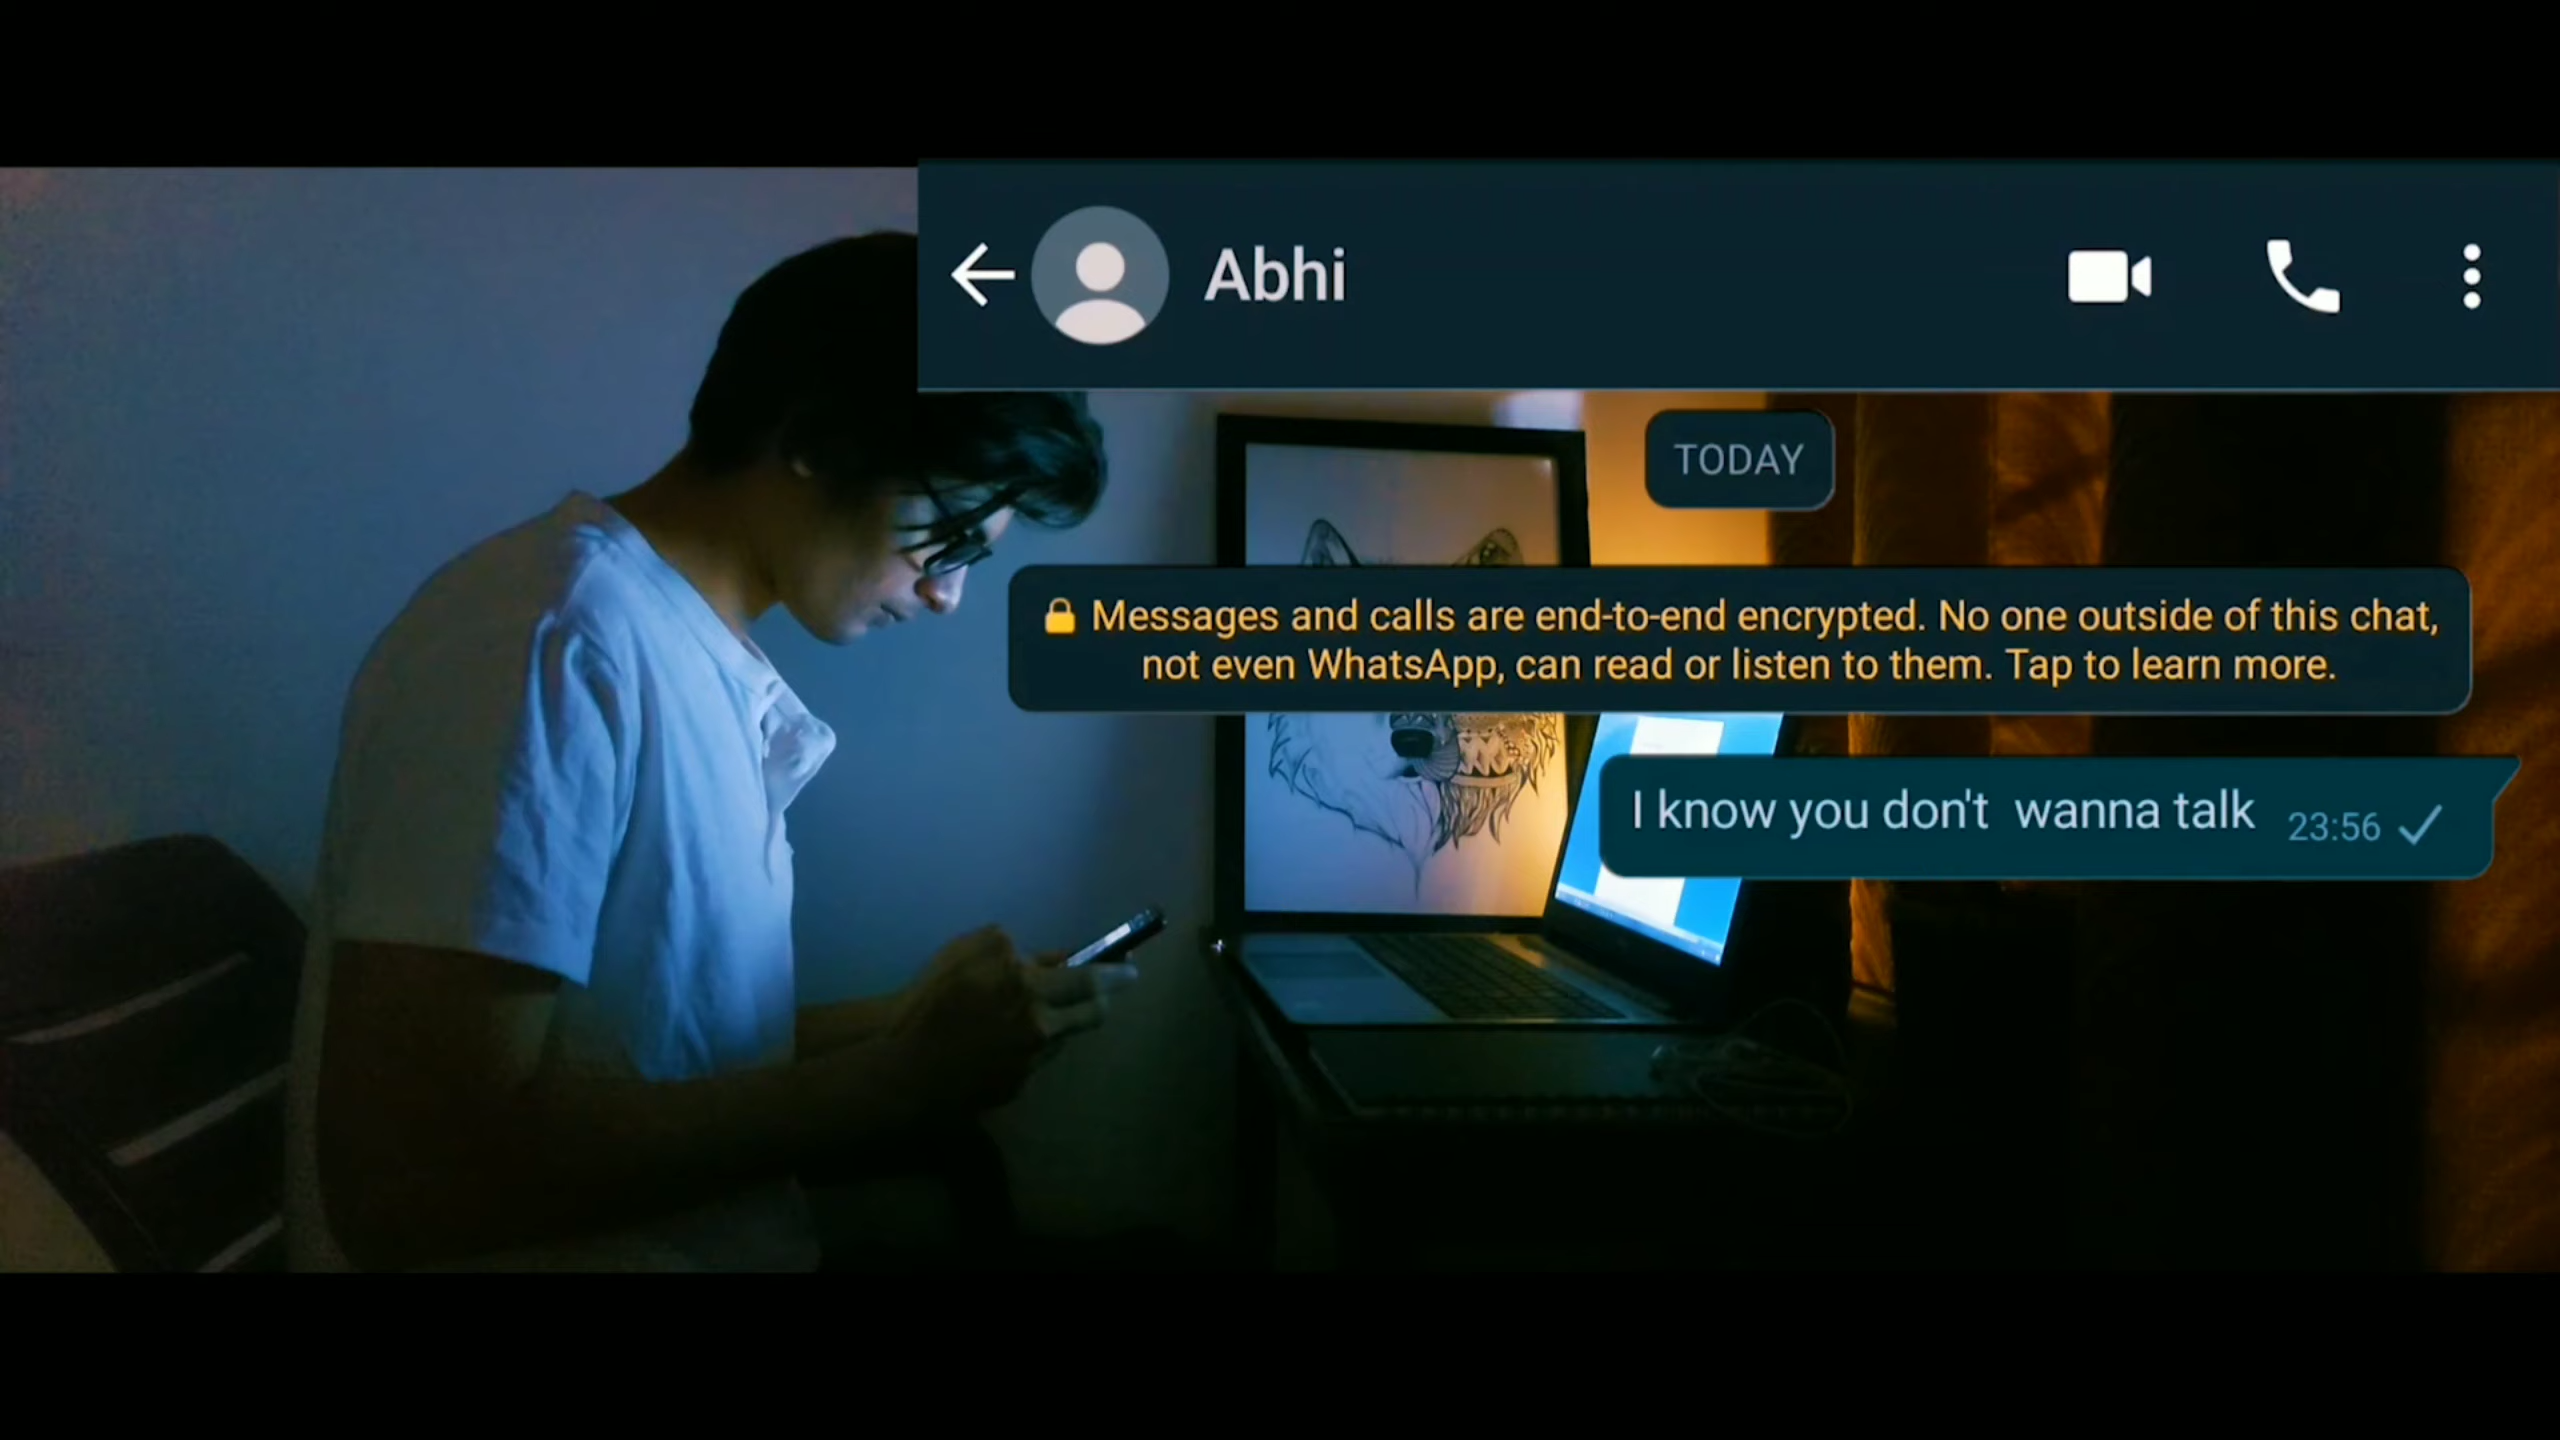 Abhi
TODAY
Messages and calls are end-to-end encrypted. No one outside of this chat,
not even WhatsApp, can read or listen to them. Tap to learn more.
I know you don't  wanna talk 23:56